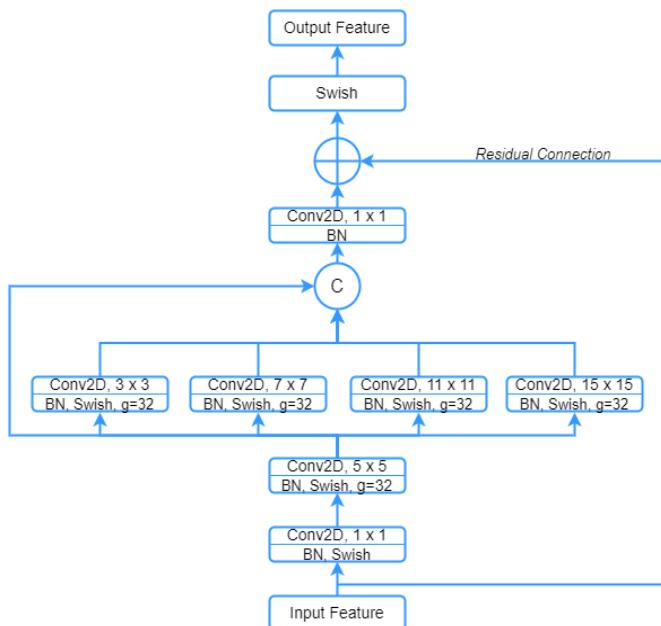 Output Feature
Swish
Residual Connection
Conv2D, 1 x 1
BN
C
Conv2D, 3 x 3
BN, Swish, g=32
Conv2D, 7 x 7
BN, Swish, g=32
Conv2D, 11 x 11
BN, Swish, g=32
Conv2D, 15 x 15
BN, Swish, g=32
Conv2D, 5 x 5
BN, Swish, g=32
Conv2D, 1 x 1
BN, Swish
Input Feature